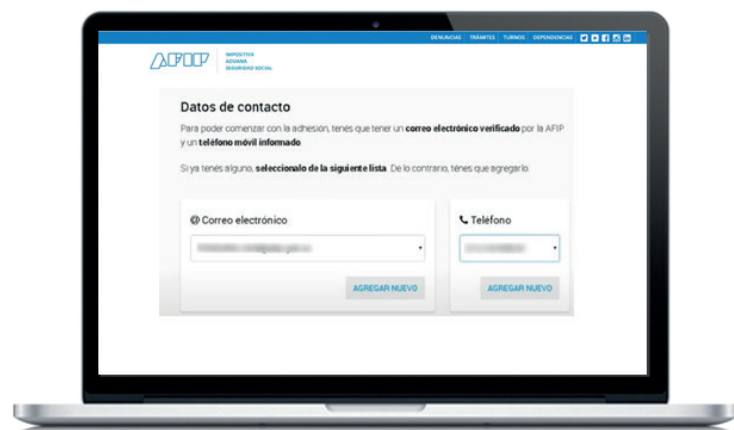 DENUNCIAS TRÁMITES TURNOS DEPENDENCIAS
AFIP
IMPOSITIVA
ADUANA
SEGURIDAD SOCIAL
Datos de contacto
Para poder comenzar con la adhesión, tenés que tener un correo electrónico verificado por la AFIP
y un teléfono móvil informado
Si ya tenés alguno, seleccionalo de la siguiente lista. De lo contrario, ténes que agregarlo.
@ Correo electrónico
Teléfono
AGREGAR NUEVO
AGREGAR NUEVO